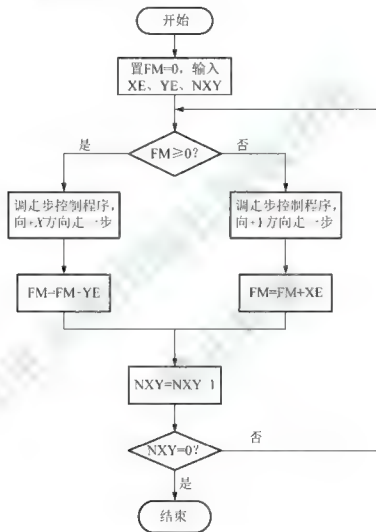 开始
置FM=0，输入
XE、YE、NXY
FM≥0?
是
否
调走步控制程序，
向+X方向走一步
调走步控制程序，
向+Y方向走一步
FM=FM-YE
FM=FM+XE
NXY=NXY-1
NXY=0?
否
是
结束